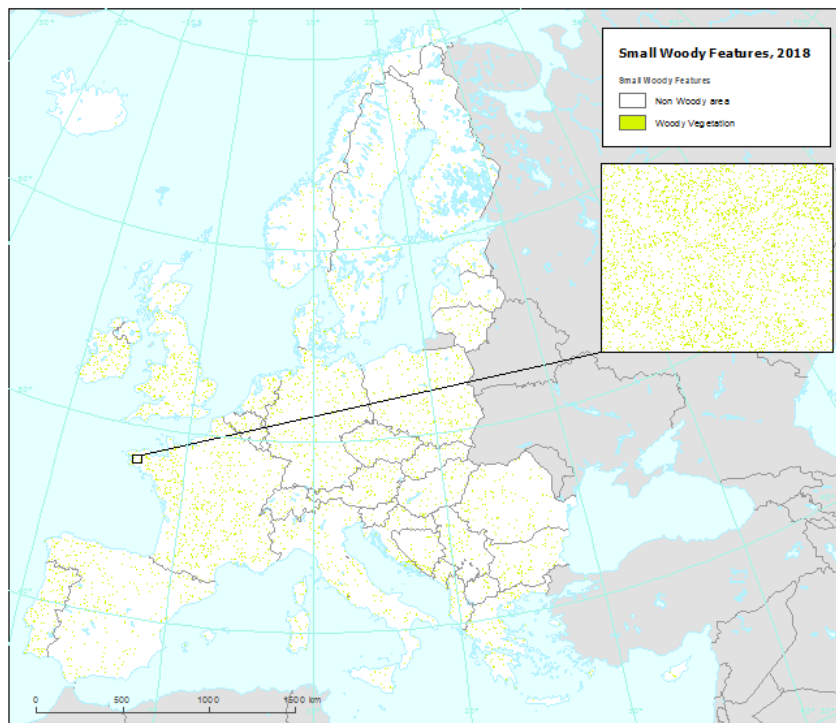 Small Woody Features, 2018
Small Woody Features
Non Woody area
Woody Vegetation
0 500 1000 1500 km